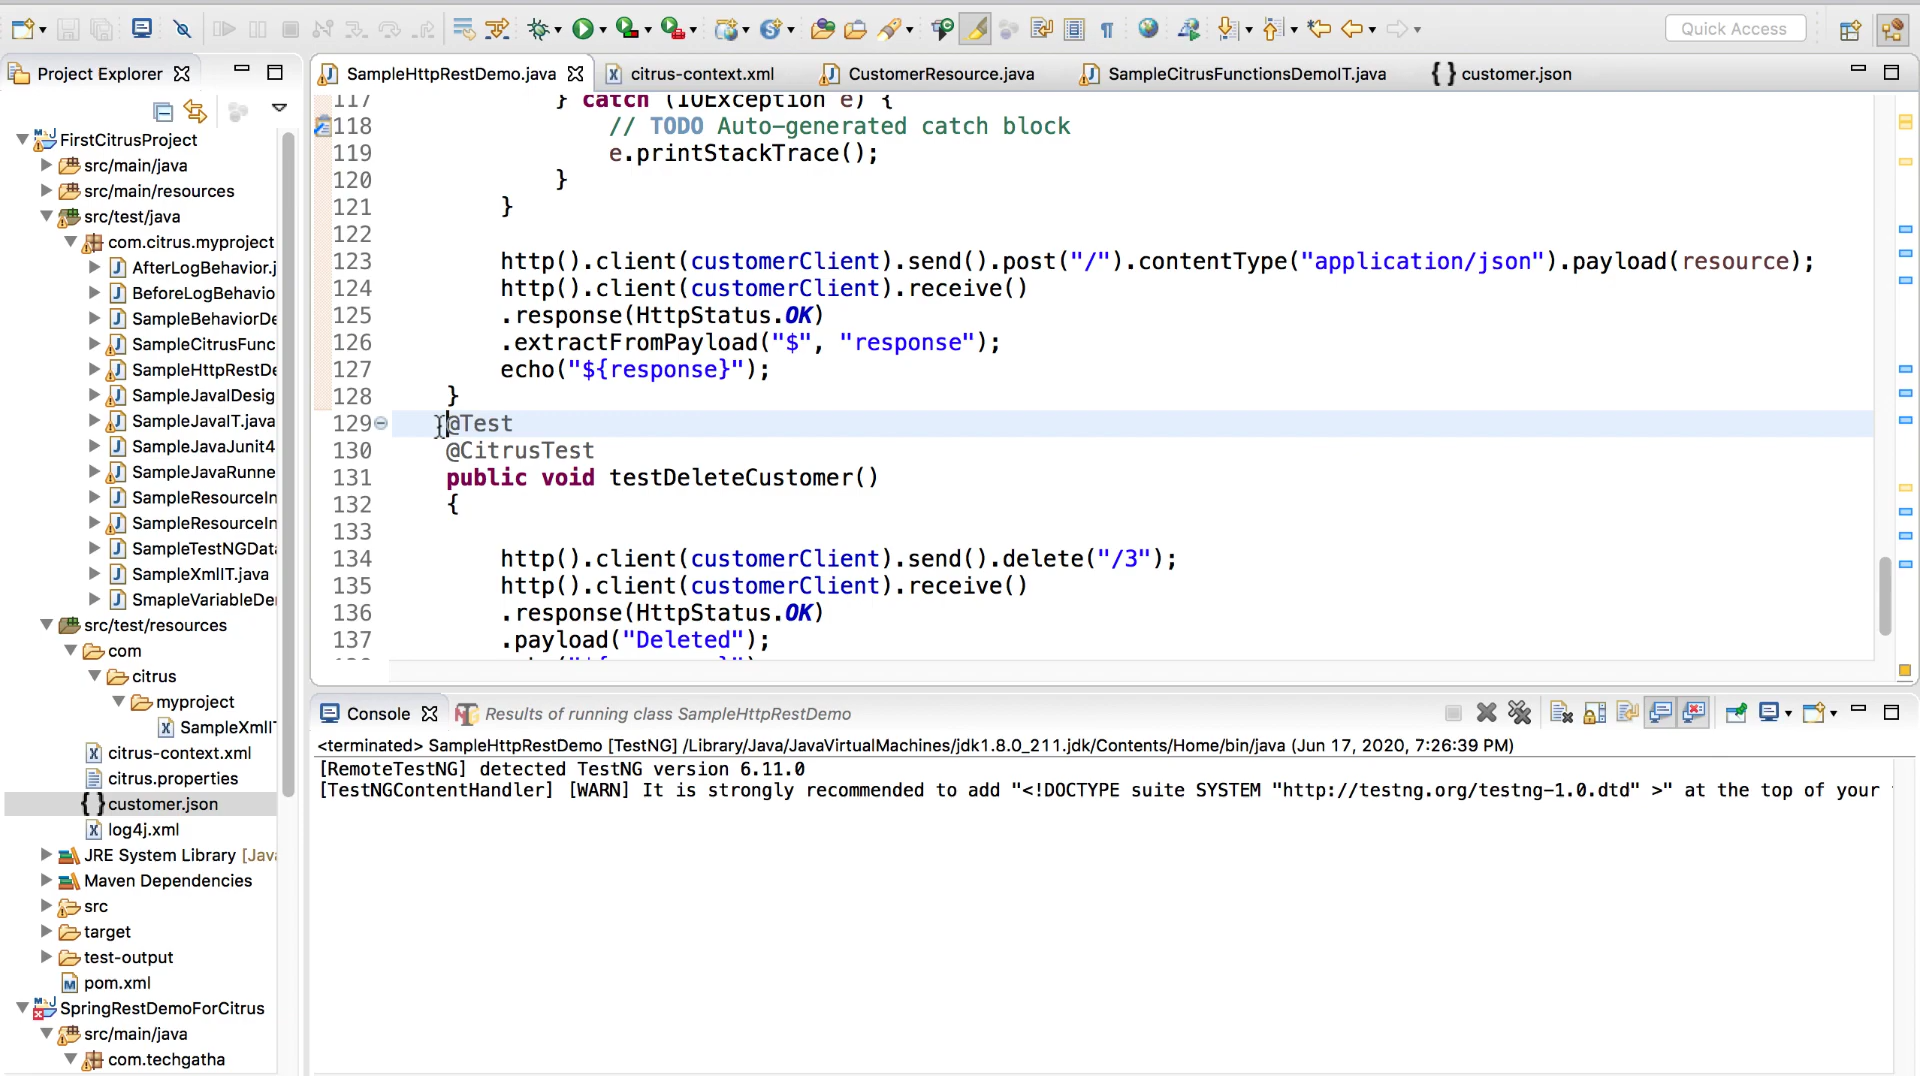 Quick Access
Project Explorer
SampleHttpRestDemo.java
citrus-context.xml
CustomerResource.java
SampleCitrusFunctionsDemoIT.java
{ } customer.json
FirstCitrusProject
src/main/java
src/main/resources
src/test/java
com.citrus.myproject
AfterLogBehavior.j
BeforeLogBehavio
SampleBehaviorDe
SampleCitrusFunc
SampleHttpRestDe
SampleJavaIDesig
SampleJavaIT.java
SampleJavaJunit4
SampleJavaRunne
SampleResourceIn
SampleResourceIn
SampleTestNGData
SampleXmlIT.java
SmapleVariableDe
src/test/resources
com
citrus
myproject
SampleXmlIT
citrus-context.xml
citrus.properties
{ } customer.json
log4j.xml
JRE System Library [Java
Maven Dependencies
src
target
test-output
pom.xml
SpringRestDemoForCitrus
src/main/java
com.techgatha
117 } catch (IOException e) {
118 // TODO Auto-generated catch block
119 e.printStackTrace();
120 }
121 }
122
123 http().client(customerClient).send().post("/").contentType("application/json").payload(resource);
124 http().client(customerClient).receive()
125 .response(HttpStatus.OK)
126 .extractFromPayload("$", "response");
127 echo("${response}");
128 }
129 @Test
130 @CitrusTest
131 public void testDeleteCustomer()
132 {
133
134 http().client(customerClient).send().delete("/3");
135 http().client(customerClient).receive()
136 .response(HttpStatus.OK)
137 .payload("Deleted");
Console
Results of running class SampleHttpRestDemo
<terminated> SampleHttpRestDemo [TestNG] /Library/Java/JavaVirtualMachines/jdk1.8.0_211.jdk/Contents/Home/bin/java (Jun 17, 2020, 7:26:39 PM)
[RemoteTestNG] detected TestNG version 6.11.0
[TestNGContentHandler] [WARN] It is strongly recommended to add "<!DOCTYPE suite SYSTEM "http://testng.org/testng-1.0.dtd" >" at the top of your